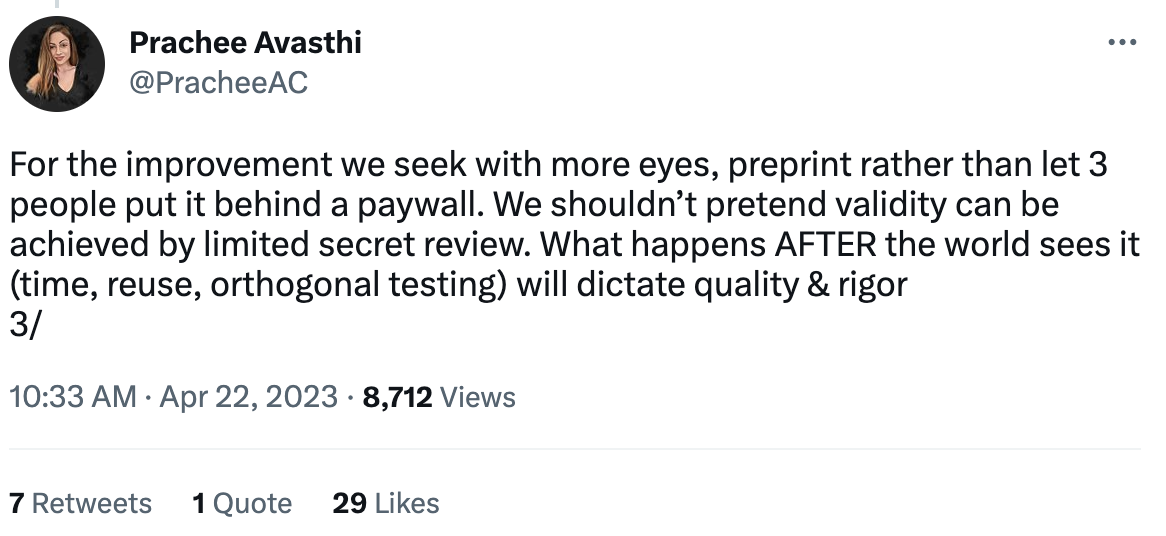 Prachee Avasthi
@PracheeAC
For the improvement we seek with more eyes, preprint rather than let 3
people put it behind a paywall. We shouldn’t pretend validity can be
achieved by limited secret review. What happens AFTER the world sees it
(time, reuse, orthogonal testing) will dictate quality & rigor
3/
10:33 AM · Apr 22, 2023 · 8,712 Views
7 Retweets 1 Quote 29 Likes